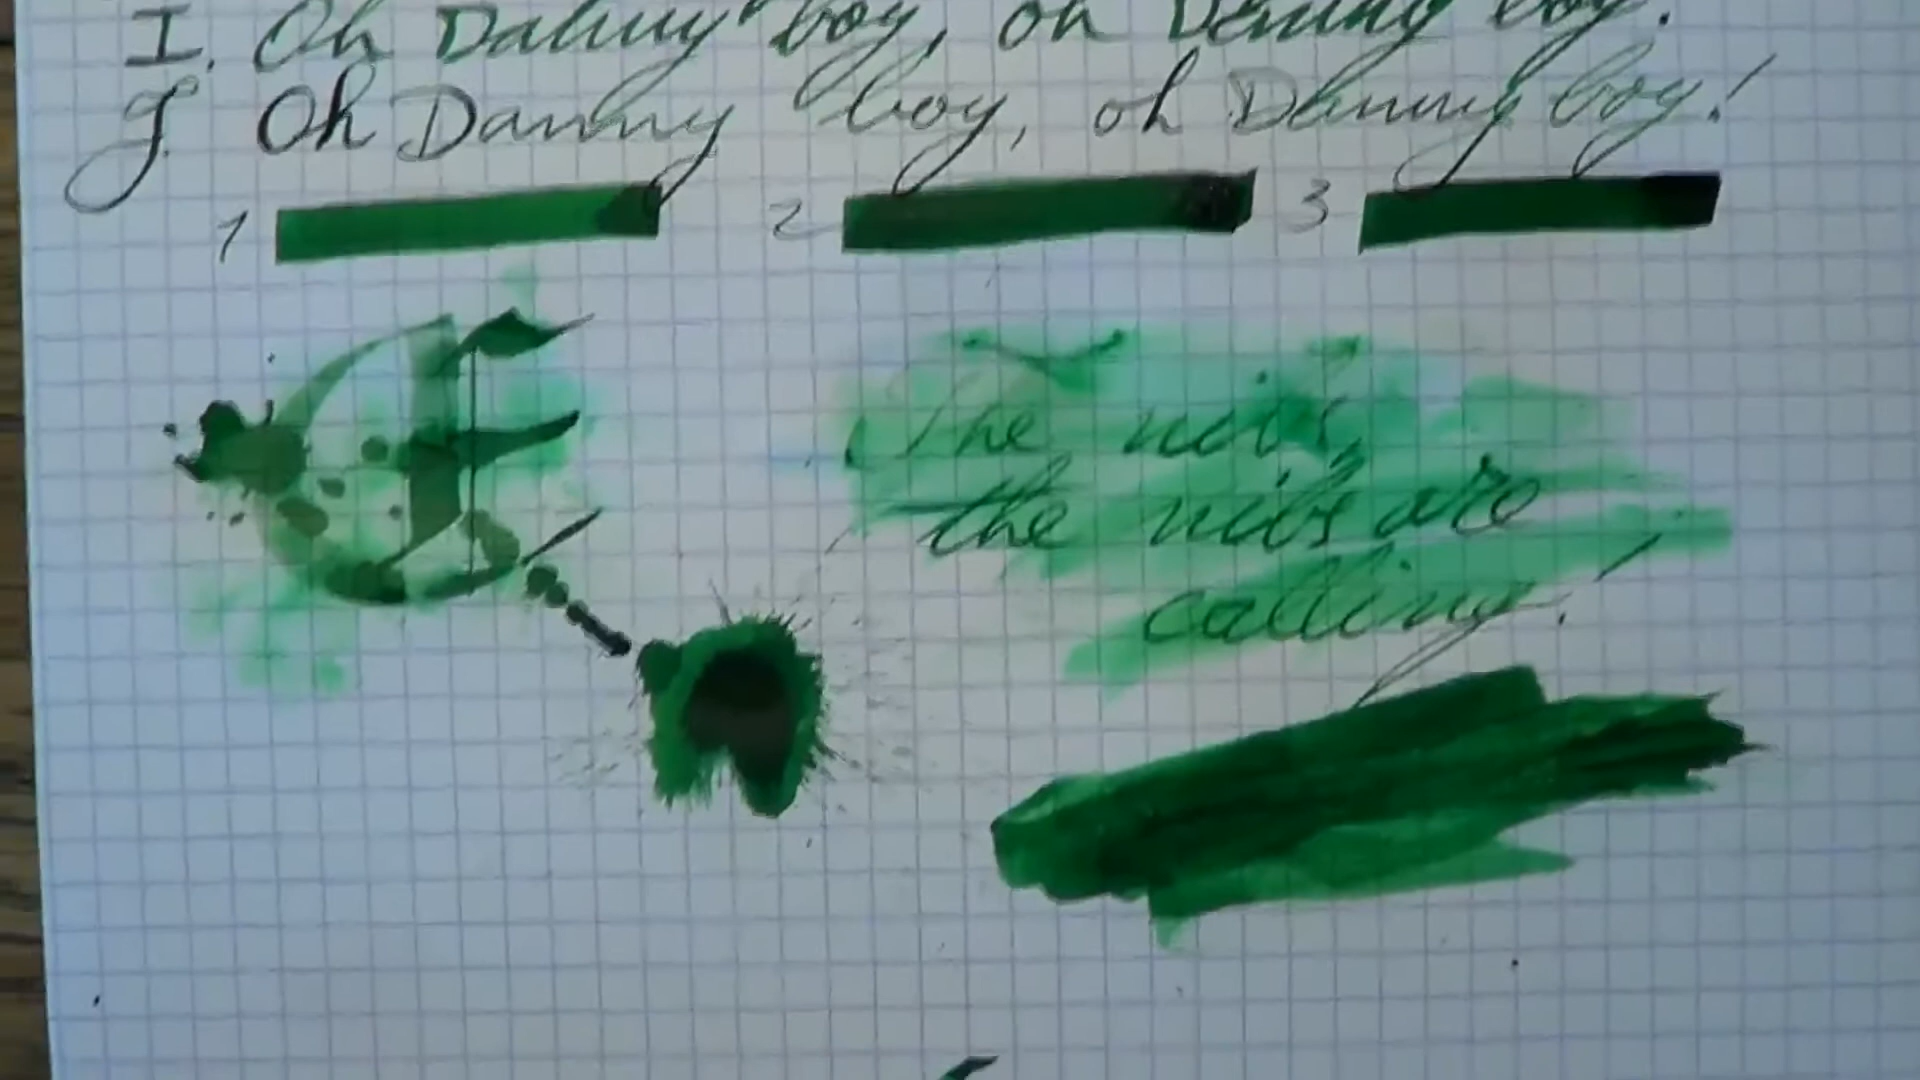 I. Oh Danny boy, oh Danny boy!
J. Oh Danny boy, oh Danny boy!
1 2 3
The nibs,
the nibs are
calling!